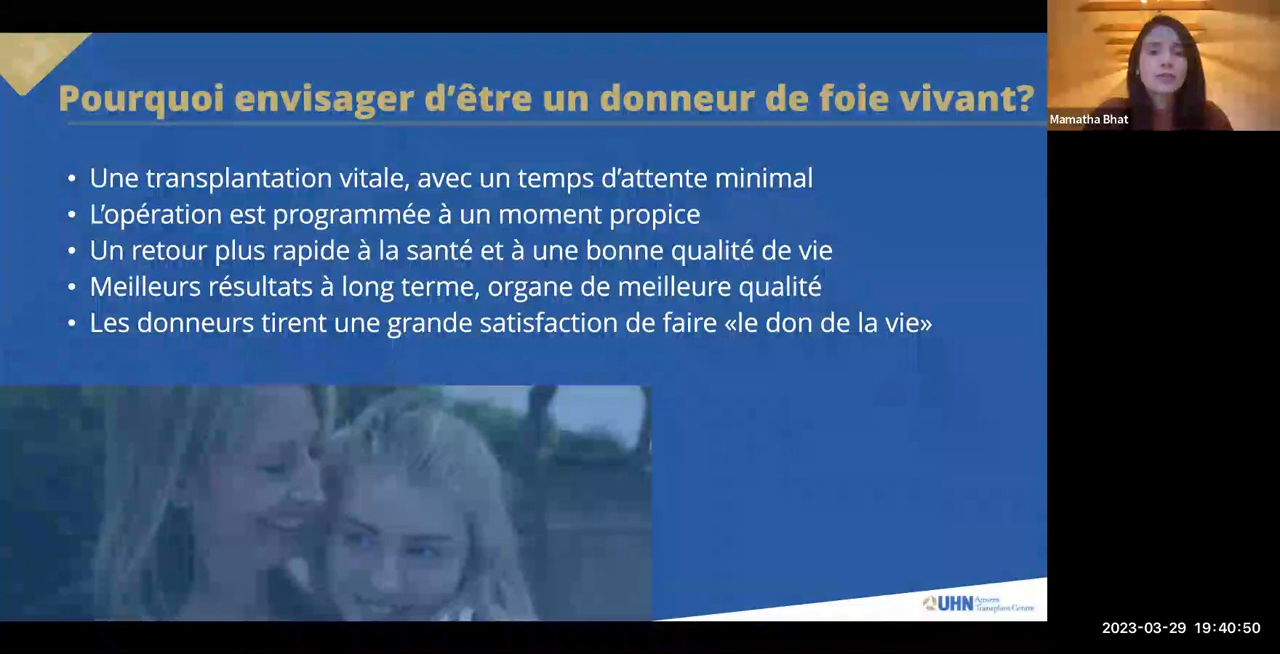 Pourquoi envisager d’être un donneur de foie vivant?
• Une transplantation vitale, avec un temps d’attente minimal
• L’opération est programmée à un moment propice
• Un retour plus rapide à la santé et à une bonne qualité de vie
• Meilleurs résultats à long terme, organe de meilleure qualité
• Les donneurs tirent une grande satisfaction de faire «le don de la vie»
Mamatha Bhat
UHN Ajmera
Transplant Centre
2023-03-29 19:40:50